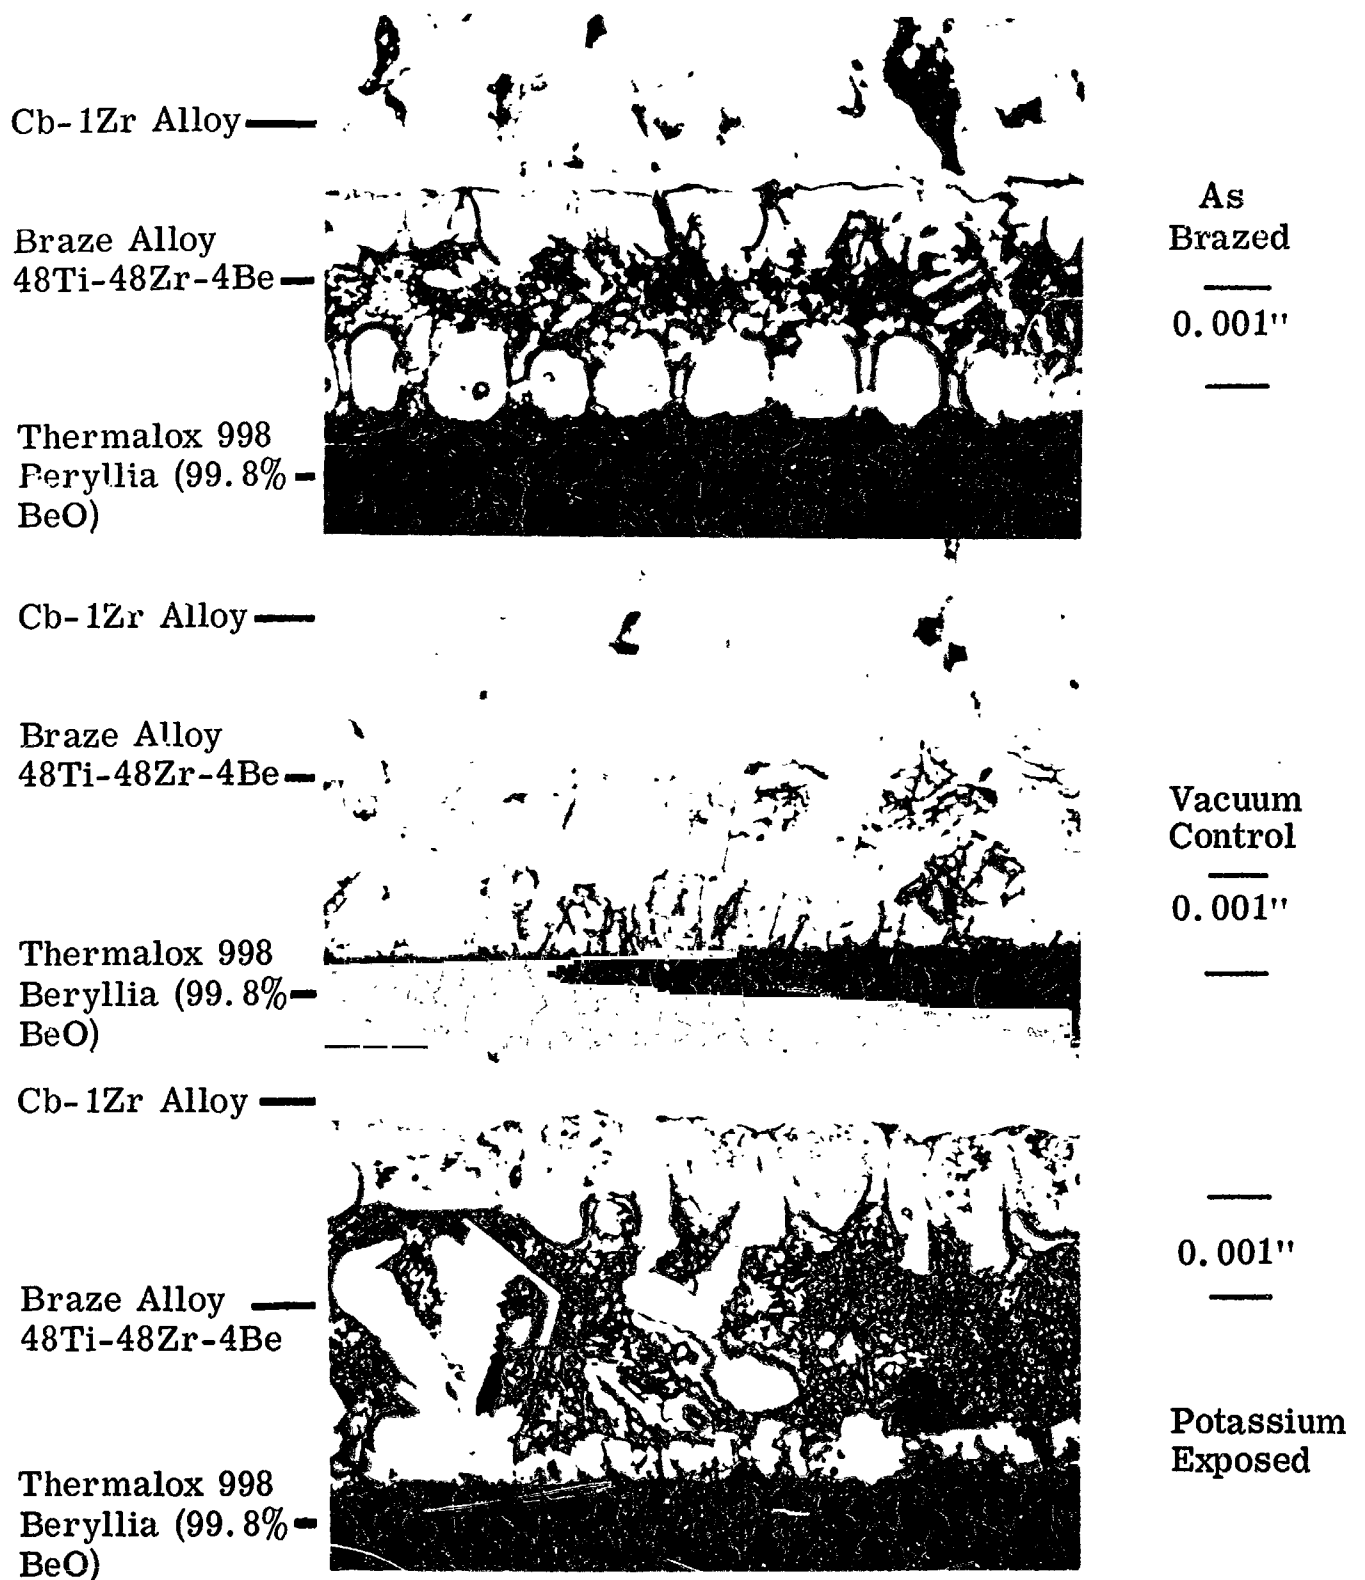 Cb-1Zr Alloy
Braze Alloy
48Ti-48Zr-4Be
Thermalox 998
Beryllia (99.8%
BeO)
As
Brazed
0.001"
Cb-1Zr Alloy
Braze Alloy
48Ti-48Zr-4Be
Thermalox 998
Beryllia (99.8%
BeO)
Vacuum
Control
0.001"
Cb-1Zr Alloy
Braze Alloy
48Ti-48Zr-4Be
Thermalox 998
Beryllia (99.8%
BeO)
0.001"
Potassium
Exposed